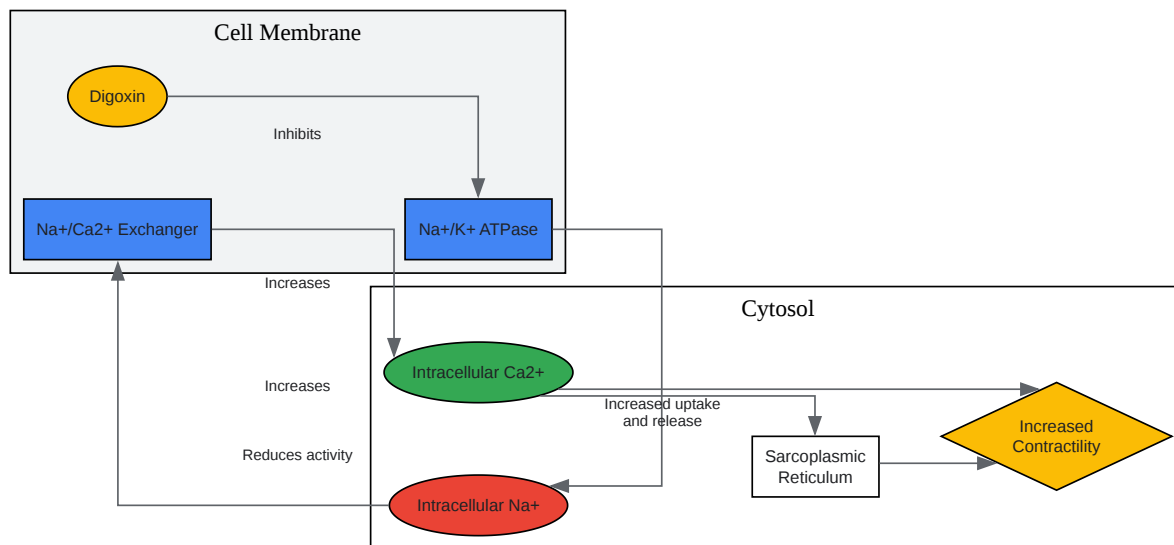 Cell Membrane
Digoxin
Inhibits
Na+/Ca2+ Exchanger
Na+/K+ ATPase
Increases
Cytosol
Intracellular Ca2+
Increases
Increased uptake
and release
Increased
Contractility
Reduces activity
Sarcoplasmic
Reticulum
Intracellular Na+